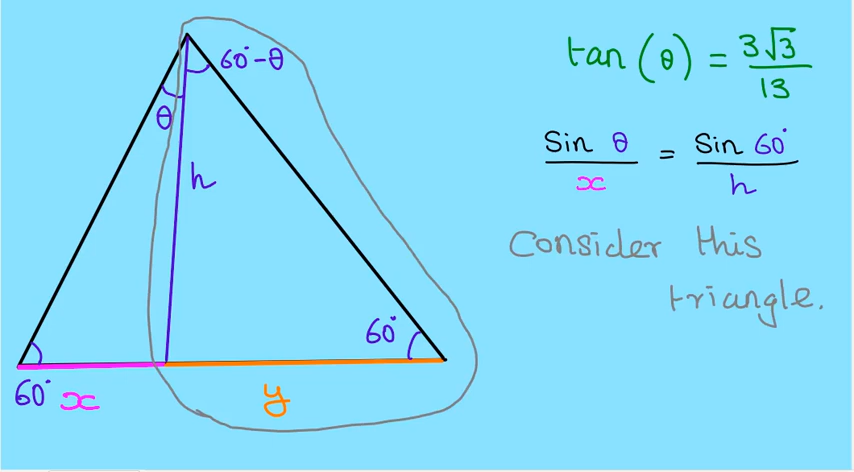 60° - θ
θ
h
60°
60°
x
y
tan (θ) = 3√3/13
Sin θ/x = Sin 60°/h
Consider this
triangle.